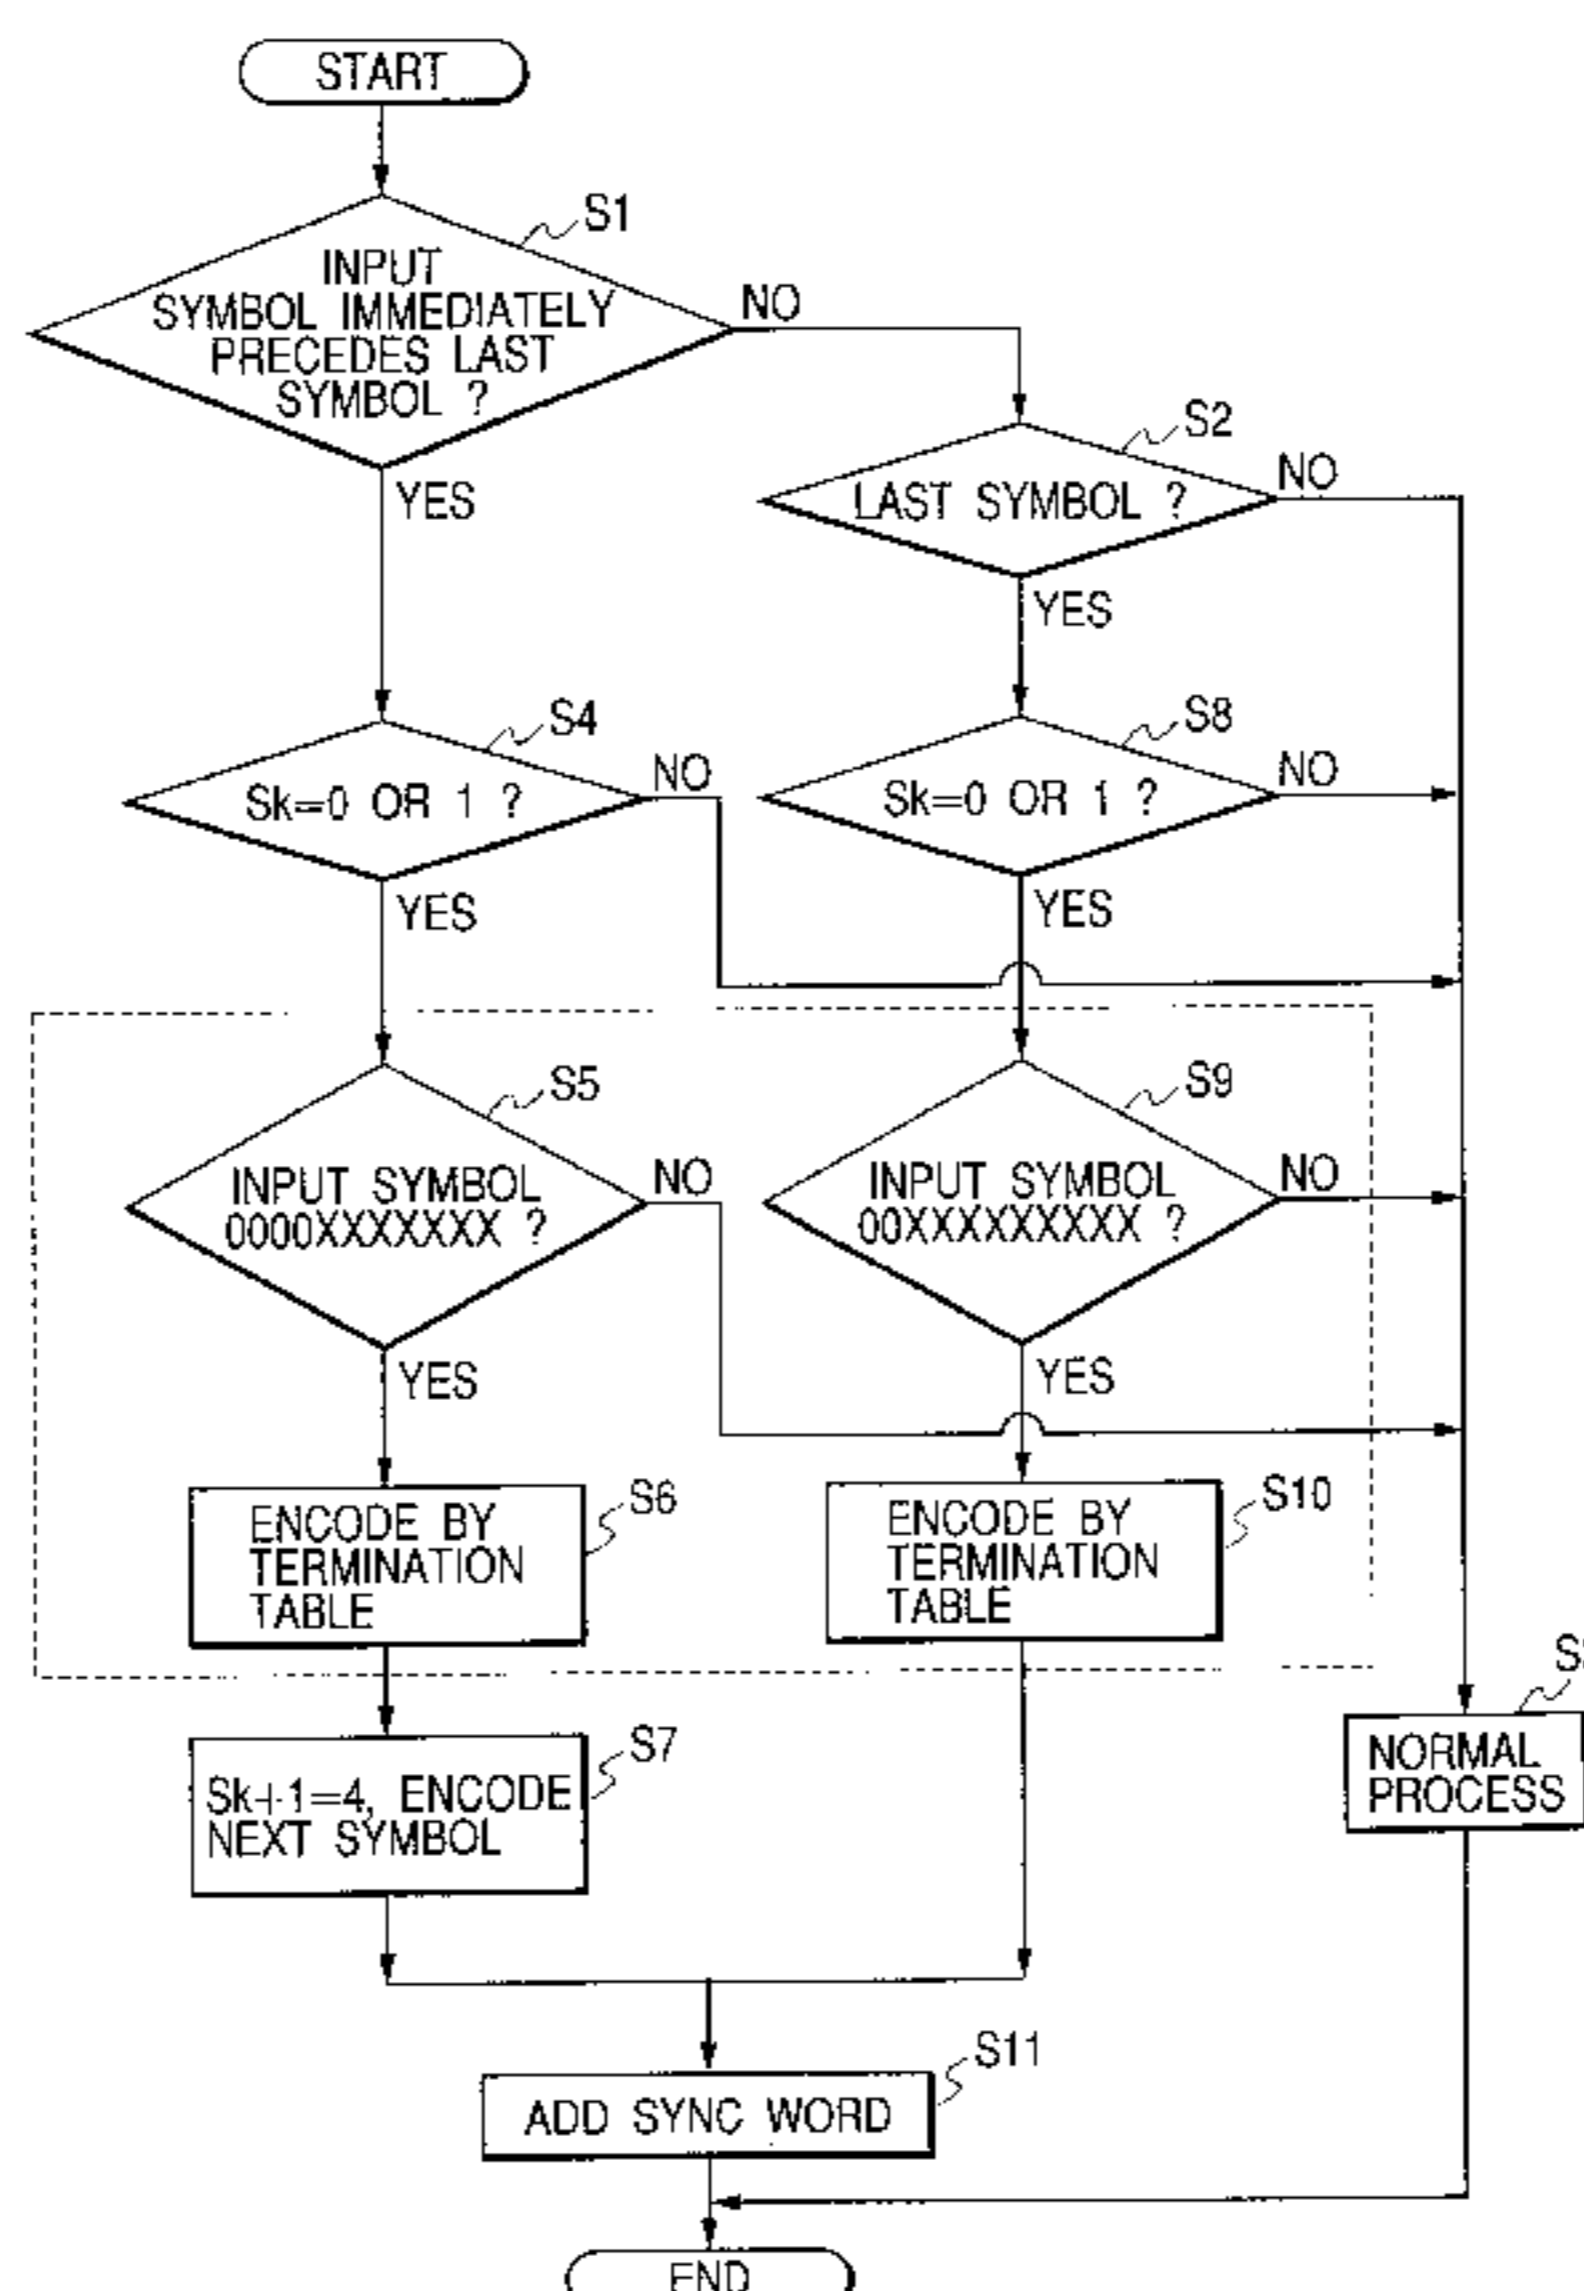 START
S1
INPUT
SYMBOL IMMEDIATELY
PRECEDES LAST
SYMBOL ?
NO
YES
S2
LAST SYMBOL ?
NO
YES
S4
Sk=0 OR 1 ?
NO
YES
S8
Sk=0 OR 1 ?
NO
YES
S5
INPUT SYMBOL
0000XXXXXXX ?
NO
YES
S9
INPUT SYMBOL
00XXXXXXXXX ?
NO
YES
S6
ENCODE BY
TERMINATION
TABLE
S10
ENCODE BY
TERMINATION
TABLE
S7
Sk+1=4, ENCODE
NEXT SYMBOL
NORMAL
PROCESS
S11
ADD SYNC WORD
END